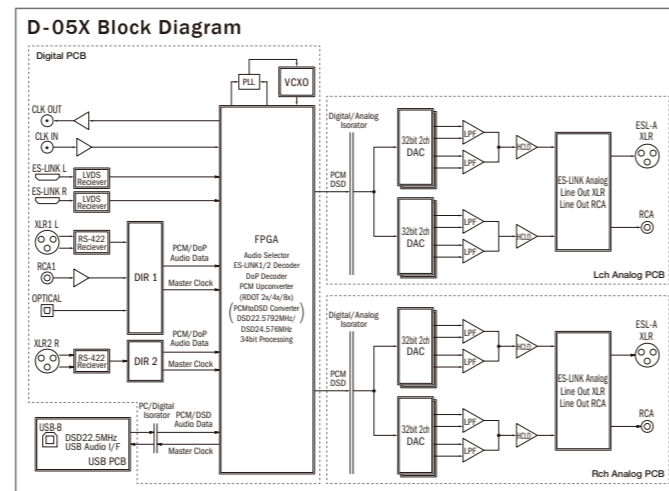 D-05X Block Diagram
Digital PCB
PLL
VCXO
CLK OUT
CLK IN
ES-LINK L
LVDS
Reciever
ES-LINK R
LVDS
Reciever
XLR1 L
RS-422
Reciever
RCA1
OPTICAL
DIR 1
PCM/DoP
Audio Data
Master Clock
XLR2 R
RS-422
Reciever
DIR 2
PCM/DoP
Audio Data
Master Clock
FPGA
Audio Selector
ES-LINK1/2 Decoder
DoP Decoder
PCM Upconverter
(RDOT 2x/4x/8x)
(PCMtoDSD Converter
DSD22.5792MHz/
DSD24.576MHz)
34bit Processing
USB-B
DSD22.5MHz
USB Audio I/F
USB PCB
PC/Digital
Isorator
PCM/DSD
Audio Data
Master Clock
Digital/Analog
Isorator
PCM
DSD
32bit 2ch
DAC
LPF
LPF
HCLD
32bit 2ch
DAC
LPF
LPF
HCLD
ES-LINK Analog
Line Out XLR
Line Out RCA
ESL-A
XLR
RCA
Lch Analog PCB
Digital/Analog
Isorator
PCM
DSD
32bit 2ch
DAC
LPF
LPF
HCLD
32bit 2ch
DAC
LPF
LPF
HCLD
ES-LINK Analog
Line Out XLR
Line Out RCA
ESL-A
XLR
RCA
Rch Analog PCB